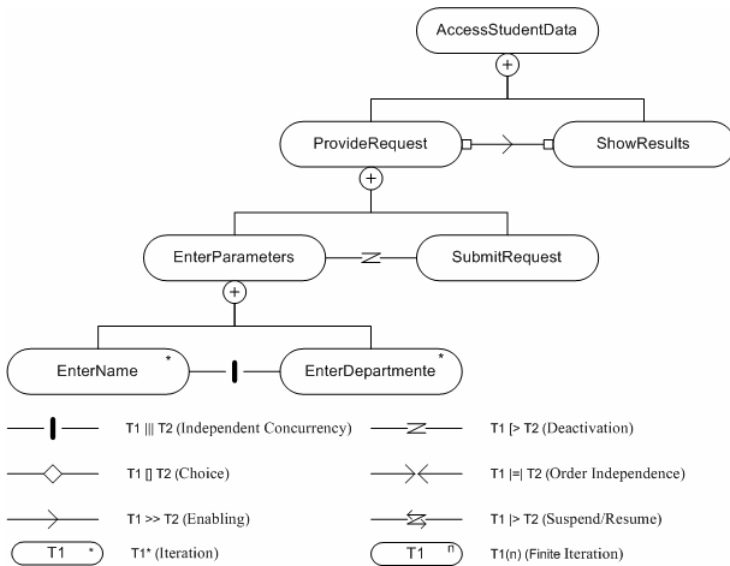 AccessStudentData
+
ProvideRequest
ShowResults
+
EnterParameters
SubmitRequest
+
EnterName *
EnterDepartmente *
T1 ||| T2 (Independent Concurrency)
T1 [> T2 (Deactivation)
T1 [] T2 (Choice)
T1 |=| T2 (Order Independence)
T1 >> T2 (Enabling)
T1 |> T2 (Suspend/Resume)
T1 *
T1* (Iteration)
T1 n
T1(n) (Finite Iteration)